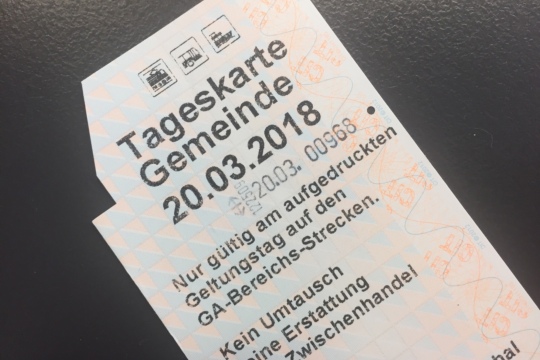 Tageskarte
Gemeinde
20.03.2018
20.03. 00968
Nur gültig am aufgedruckten
Geltungstag auf den
GA-Bereichs-Strecken.
Kein Umtausch
eine Erstattung
Zwischenhandel